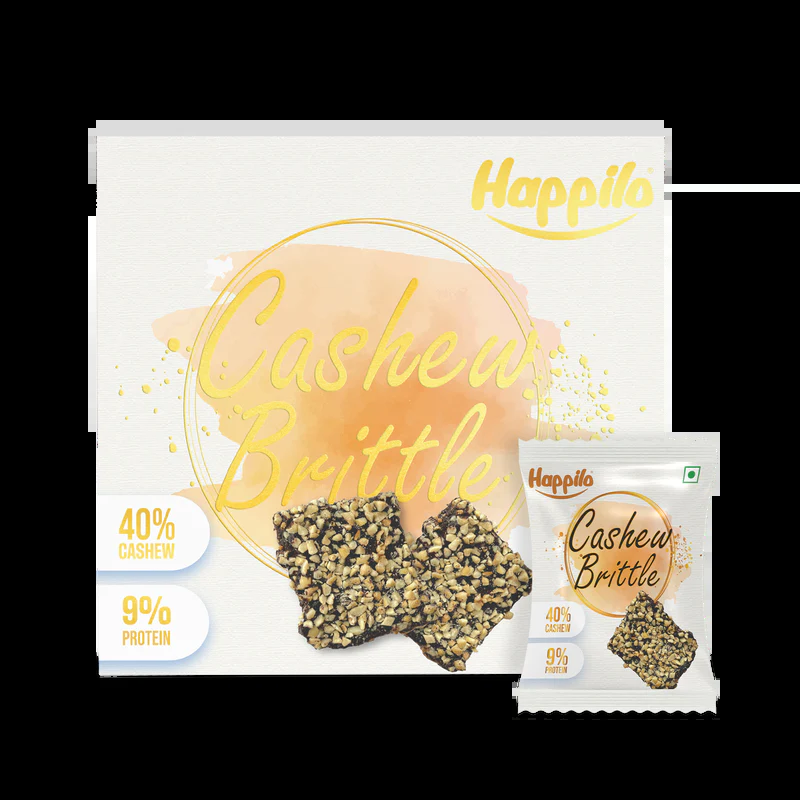 Happilo
Cashew
Brittle
40%
CASHEW
9%
PROTEIN
Happilo
Cashew
Brittle
40%
CASHEW
9%
PROTEIN